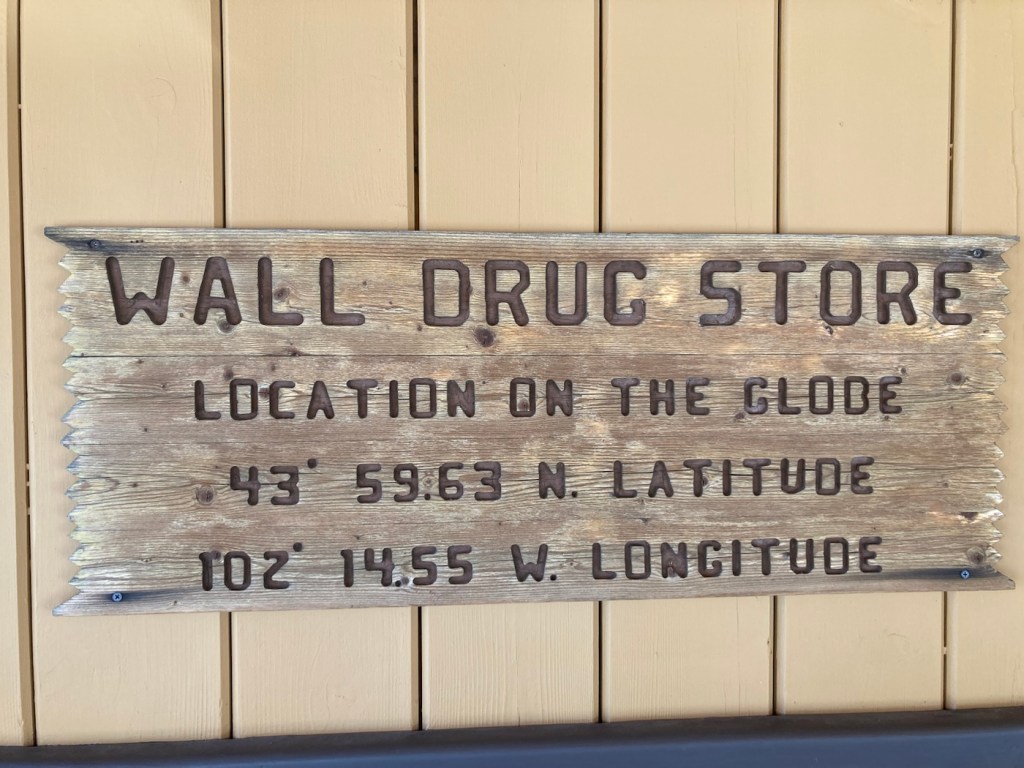 WALL DRUG STORE
LOCATION ON THE GLOBE
43° 59.63 N. LATITUDE
102° 14.55 W. LONGITUDE